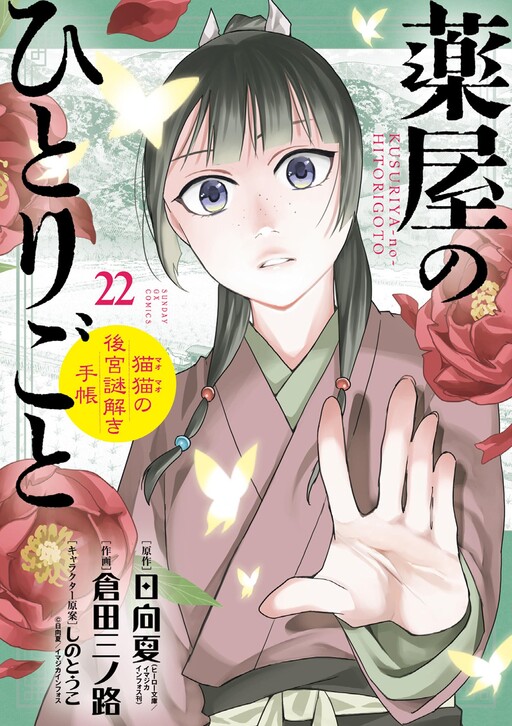 薬屋の
ひとりごと
KUSURIYA-no-
HITORIGOTO
22
SUNDAY
GX
COMICS
猫猫の
マオ マオ
後宮謎解き
手帳
[原作]日向夏(ヒーロー文庫/
イマジカ
インフォス刊)
[作画]倉田三ノ路
[キャラクター原案]しのとうこ
©日向夏/イマジカインフォス